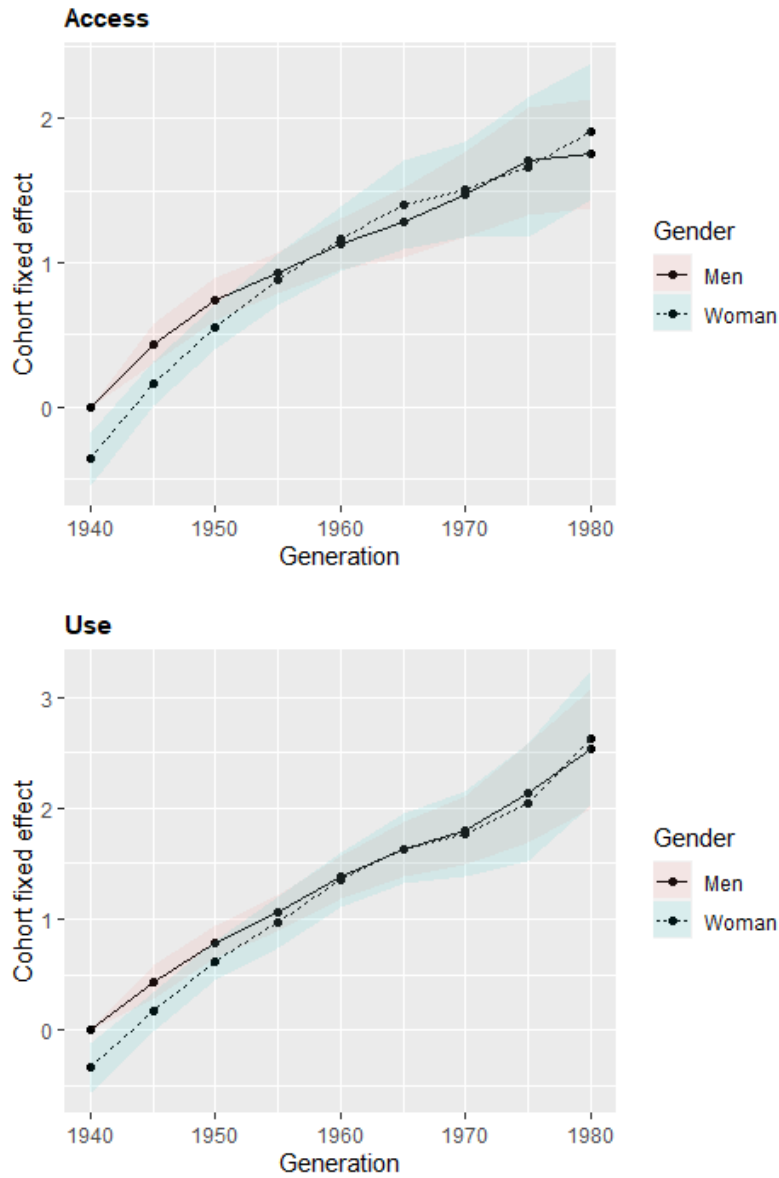 Access
2
1
0
Cohort fixed effect
1940 1950 1960 1970 1980
Generation
Gender
Men
Woman
Use
3
2
1
0
Cohort fixed effect
1940 1950 1960 1970 1980
Generation
Gender
Men
Woman